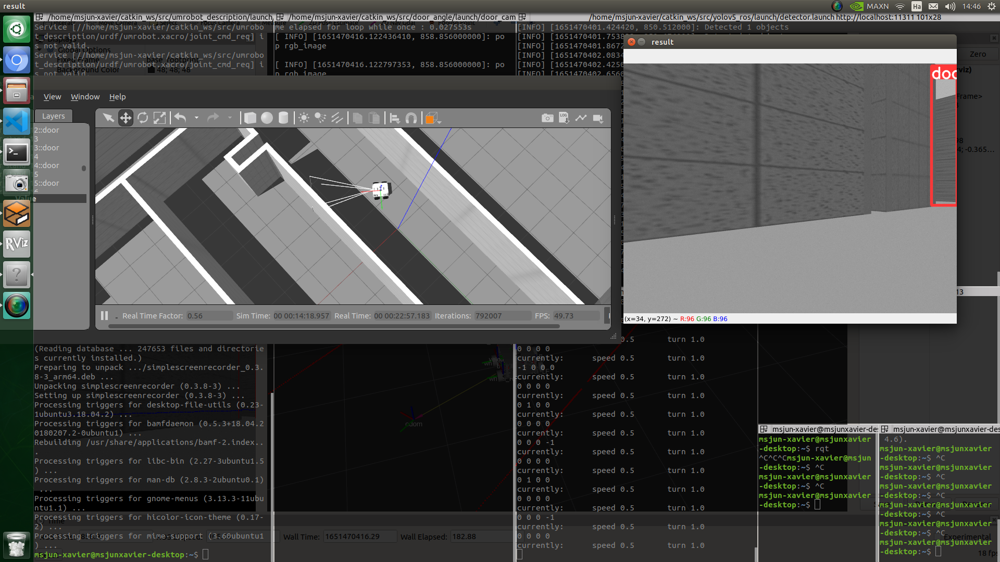 result
MAXN
Ha
14:46
/home/msjun-xavier/catkin_ws/src/umrobot_description/launch
/home/msjun-xavier/catkin_ws/src/door_angle/launch/door_cam
/home/msjun-xavier/catkin_ws/src/yolov5_ros/launch/detector.launch http://localhost:11311 101x28
Service [//home/msjun-xavier/catkin_ws/src/umrobo
t_description/urdf/umrobot.xacro/joint_cmd_req] i
s not valid.
Service [//home/msjun-xavier/catkin_ws/src/umrobo
t_description/urdf/umrobot.xacro/joint_cmd_req] i
s not valid.
Global Options
Fixed Frame
base_footprint
Background Color
48; 48; 48
me elapsed for loop while once : 0.027553s
[ INFO] [1651470416.122436410, 858.856000000]: po
p rgb_image
[ INFO] [1651470416.122797353, 858.856000000]: po
p rgb_image
[INFO] [1651470401.424420, 850.512000]: Detected 1 objects
[INFO] [1651470401.7538
[INFO] [1651470401.8672
[INFO] [1651470402.0834
[INFO] [1651470402.4250
[INFO] [1651470402.6560
result
Zero
Frame>
View
Window
Help
Layers
2::door
3
3::door
4
4::door
5
5::door
6
Value
LOG
Real Time Factor:
0.56
Sim Time:
00 00:14:18.957
Real Time:
00 00:22:57.183
Iterations:
792007
FPS:
49.73
doo
(x=34, y=272) ~ R:96 G:96 B:96
-0.365...
13
(Reading database ... 247653 files and directorie
s currently installed.)
Preparing to unpack .../simplescreenrecorder_0.3.
8-3_arm64.deb ...
Unpacking simplescreenrecorder (0.3.8-3) ...
Setting up simplescreenrecorder (0.3.8-3) ...
Processing triggers for desktop-file-utils (0.23-
1ubuntu3.18.04.2) ...
Processing triggers for bamfdaemon (0.5.3+18.04.2
0180207.2-0ubuntu1) ...
Rebuilding /usr/share/applications/bamf-2.index..
.
Processing triggers for libc-bin (2.27-3ubuntu1.5
) ...
Processing triggers for man-db (2.8.3-2ubuntu0.1)
...
Processing triggers for gnome-menus (3.13.3-11ubu
ntu1.1) ...
Processing triggers for hicolor-icon-theme (0.17-
2) ...
Processing triggers for mime-support (3.60ubuntu1
) ...
msjun-xavier@msjunxavier-desktop:~$
odom
Wall Time:
1651470416.29
Wall Elapsed:
182.88
0.5 turn 1.0
0 0 0 0
currently: speed 0.5 turn 1.0
-1 0 0 0
currently: speed 0.5 turn 1.0
0 0 0 0
currently: speed 0.5 turn 1.0
0 1 0 0
currently: speed 0.5 turn 1.0
0 0 0 0
currently: speed 0.5 turn 1.0
0 0 0 -1
currently: speed 0.5 turn 1.0
0 0 0 0
currently: speed 0.5 turn 1.0
0 1 0 0
currently: speed 0.5 turn 1.0
0 0 0 0
currently: speed 0.5 turn 1.0
0 0 0 -1
currently: speed 0.5 turn 1.0
0 0 0 0
currently: speed 0.5 turn 1.0
msjun-xavier@msjunxavier-des
msjun-xavier@msjunxavier
-desktop:~$ rqt
^C^C^Cmsjun-xavier@msjun
-desktop:~$ ^C
msjun-xavier@msjunxavier
-desktop:~$ ^C
msjun-xavier@msjunxavier
-desktop:~$
msjun-xavier@msjunxavier-des
4.6).
msjun-xavier@msjunxavier
-desktop:~$ ^C
msjun-xavier@msjunxavier
-desktop:~$ ^C
msjun-xavier@msjunxavier
-desktop:~$ ^C
msjun-xavier@msjunxavier
-desktop:~$ ^C
msjun-xavier@msjunxavier
-desktop:~$ ^C
msjun-xavier@msjunxavier
-desktop:~$
Experimental
18 fps
RViz